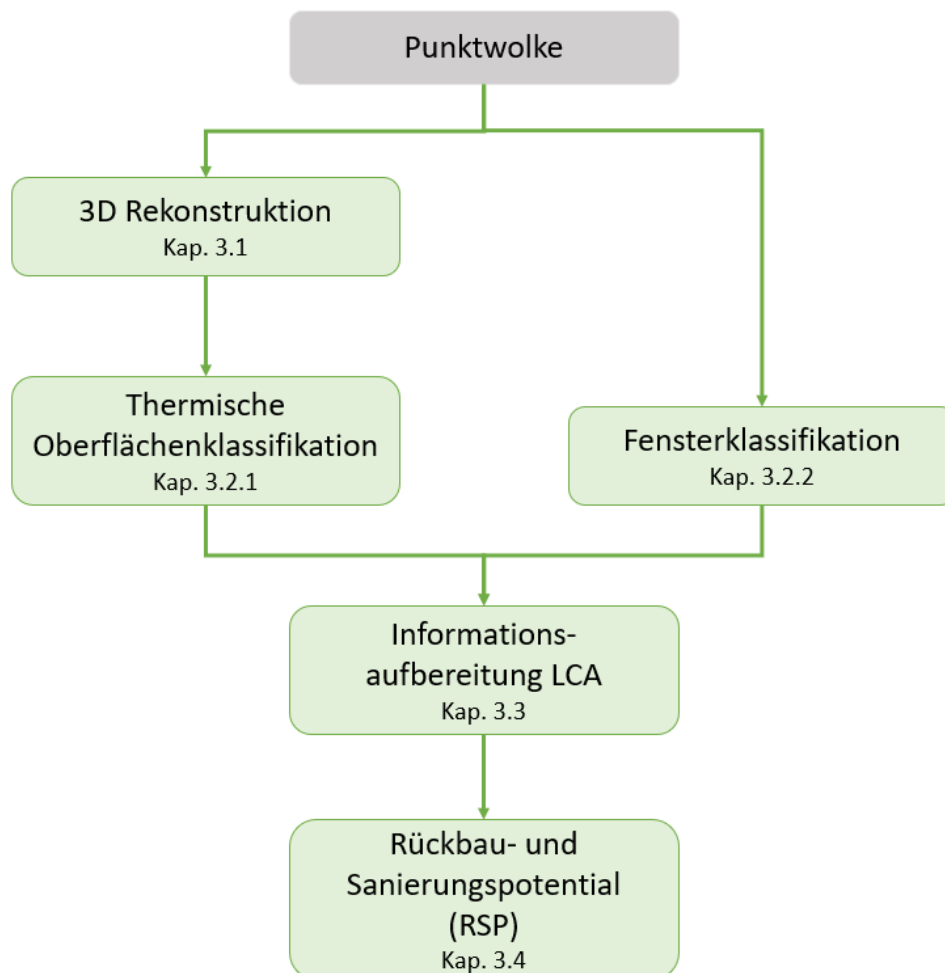 Punktwolke
3D Rekonstruktion
Kap. 3.1
Thermische
Oberflächenklassifikation
Kap. 3.2.1
Fensterklassifikation
Kap. 3.2.2
Informations-
aufbereitung LCA
Kap. 3.3
Rückbau- und
Sanierungspotential
(RSP)
Kap. 3.4